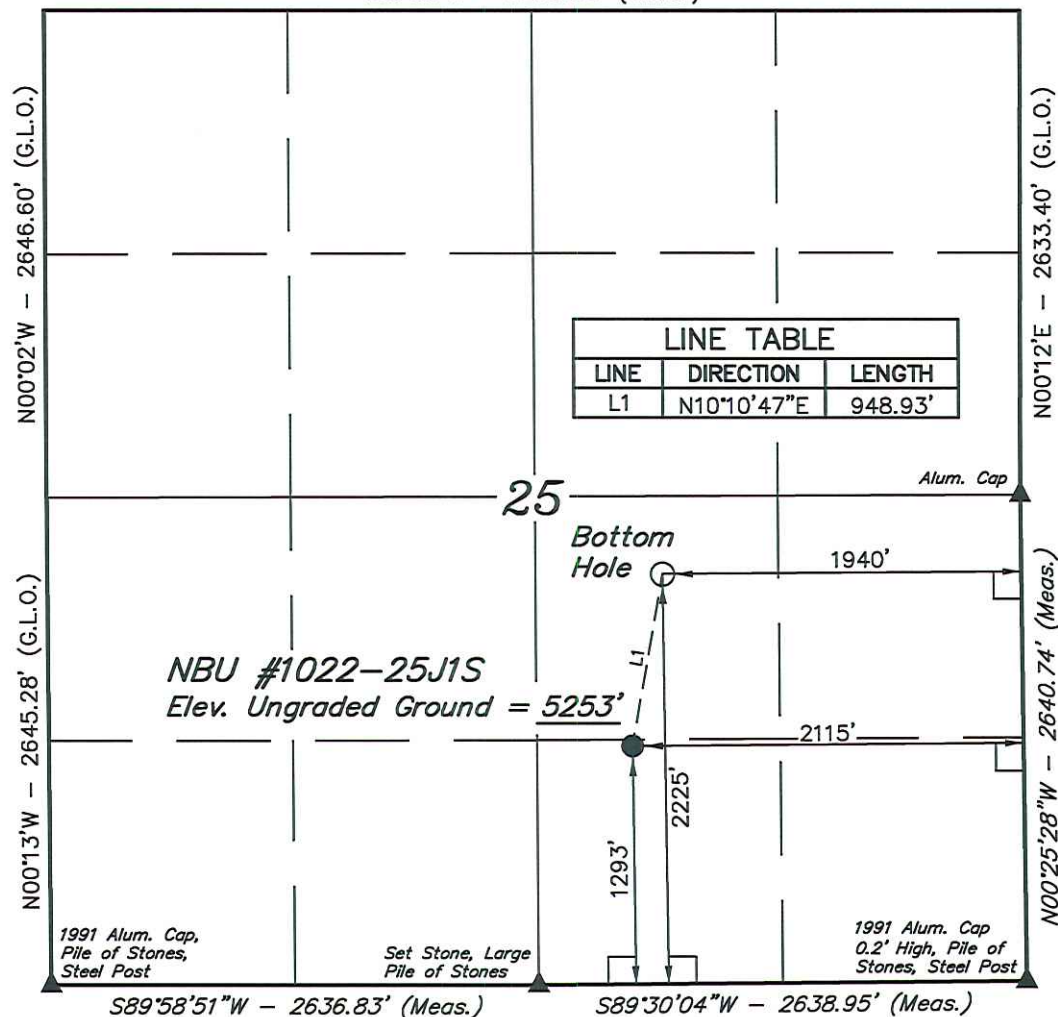 N00°02'W – 2646.60' (G.L.O.)
N00°12'E – 2633.40' (G.L.O.)
LINE TABLE
LINE DIRECTION LENGTH
L1 N10°10'47"E 948.93'
Alum. Cap
25
Bottom
Hole
1940'
L1
NBU #1022–25J1S
Elev. Ungraded Ground = 5253'
2115'
2225'
1293'
N00°13'W – 2645.28' (G.L.O.)
N00°25'28"W – 2640.74' (Meas.)
1991 Alum. Cap,
Pile of Stones,
Steel Post
Set Stone, Large
Pile of Stones
1991 Alum. Cap
0.2' High, Pile of
Stones, Steel Post
S89°58'51"W – 2636.83' (Meas.)
S89°30'04"W – 2638.95' (Meas.)